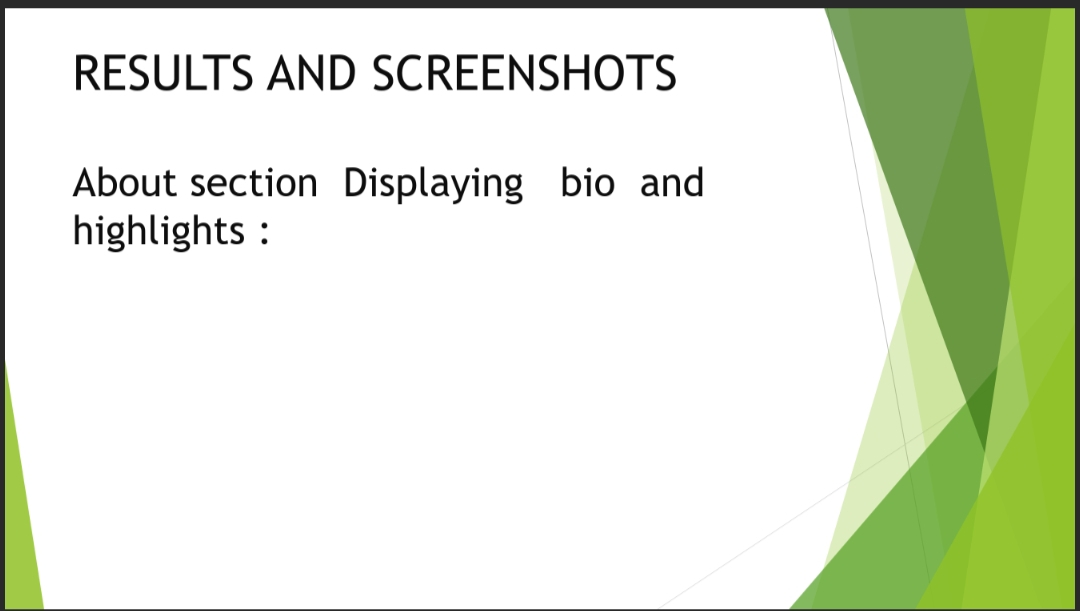 RESULTS AND SCREENSHOTS
About section Displaying bio and
highlights :